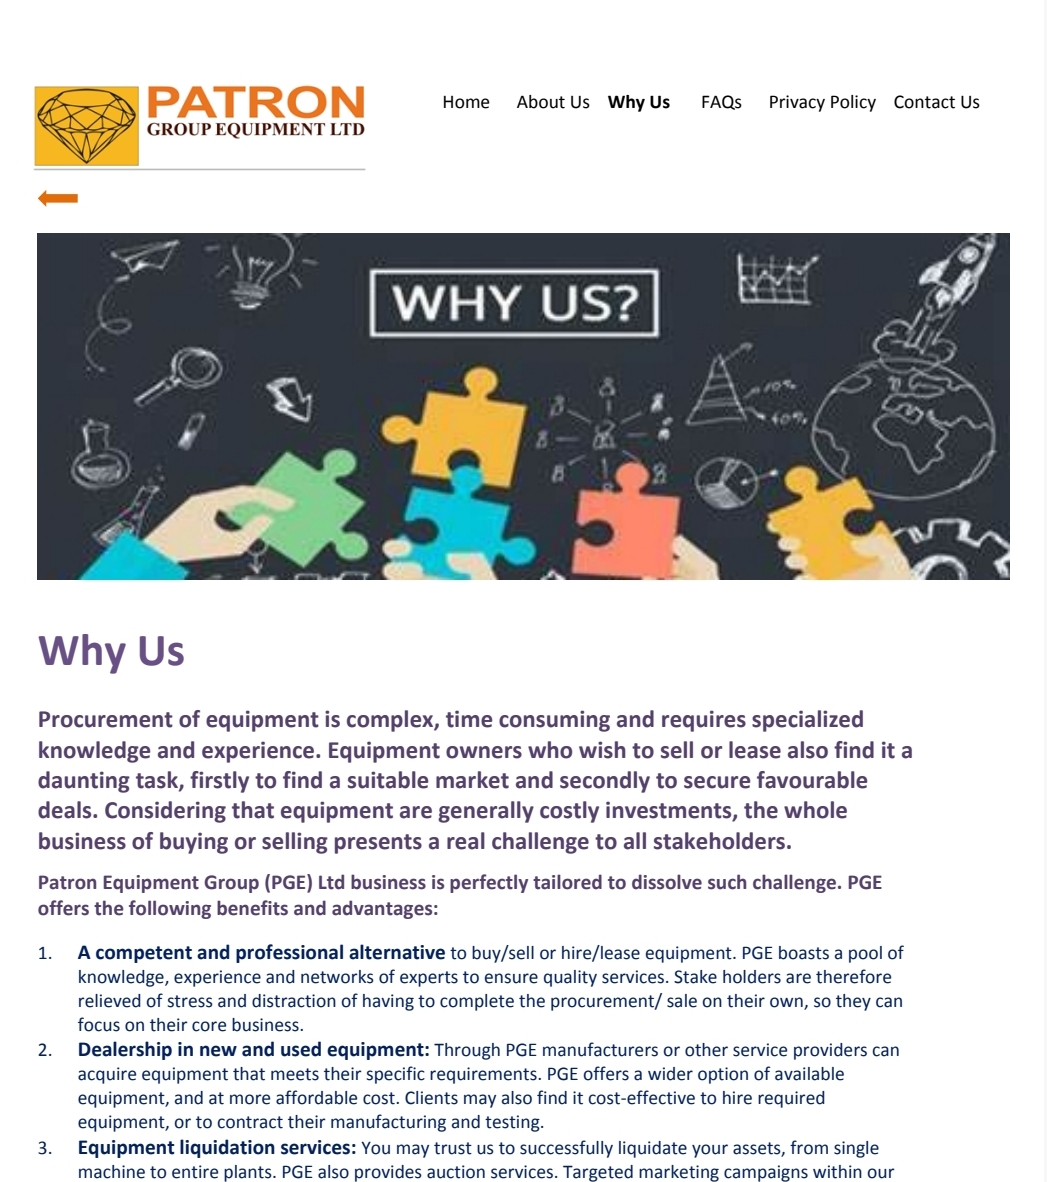 PATRON
GROUP EQUIPMENT LTD
Home About Us Why Us FAQs Privacy Policy Contact Us
WHY US?
10%
40%
Why Us
Procurement of equipment is complex, time consuming and requires specialized
knowledge and experience. Equipment owners who wish to sell or lease also find it a
daunting task, firstly to find a suitable market and secondly to secure favourable
deals. Considering that equipment are generally costly investments, the whole
business of buying or selling presents a real challenge to all stakeholders.
Patron Equipment Group (PGE) Ltd business is perfectly tailored to dissolve such challenge. PGE
offers the following benefits and advantages:
1. A competent and professional alternative to buy/sell or hire/lease equipment. PGE boasts a pool of
knowledge, experience and networks of experts to ensure quality services. Stake holders are therefore
relieved of stress and distraction of having to complete the procurement/ sale on their own, so they can
focus on their core business.
2. Dealership in new and used equipment: Through PGE manufacturers or other service providers can
acquire equipment that meets their specific requirements. PGE offers a wider option of available
equipment, and at more affordable cost. Clients may also find it cost-effective to hire required
equipment, or to contract their manufacturing and testing.
3. Equipment liquidation services: You may trust us to successfully liquidate your assets, from single
machine to entire plants. PGE also provides auction services. Targeted marketing campaigns within our